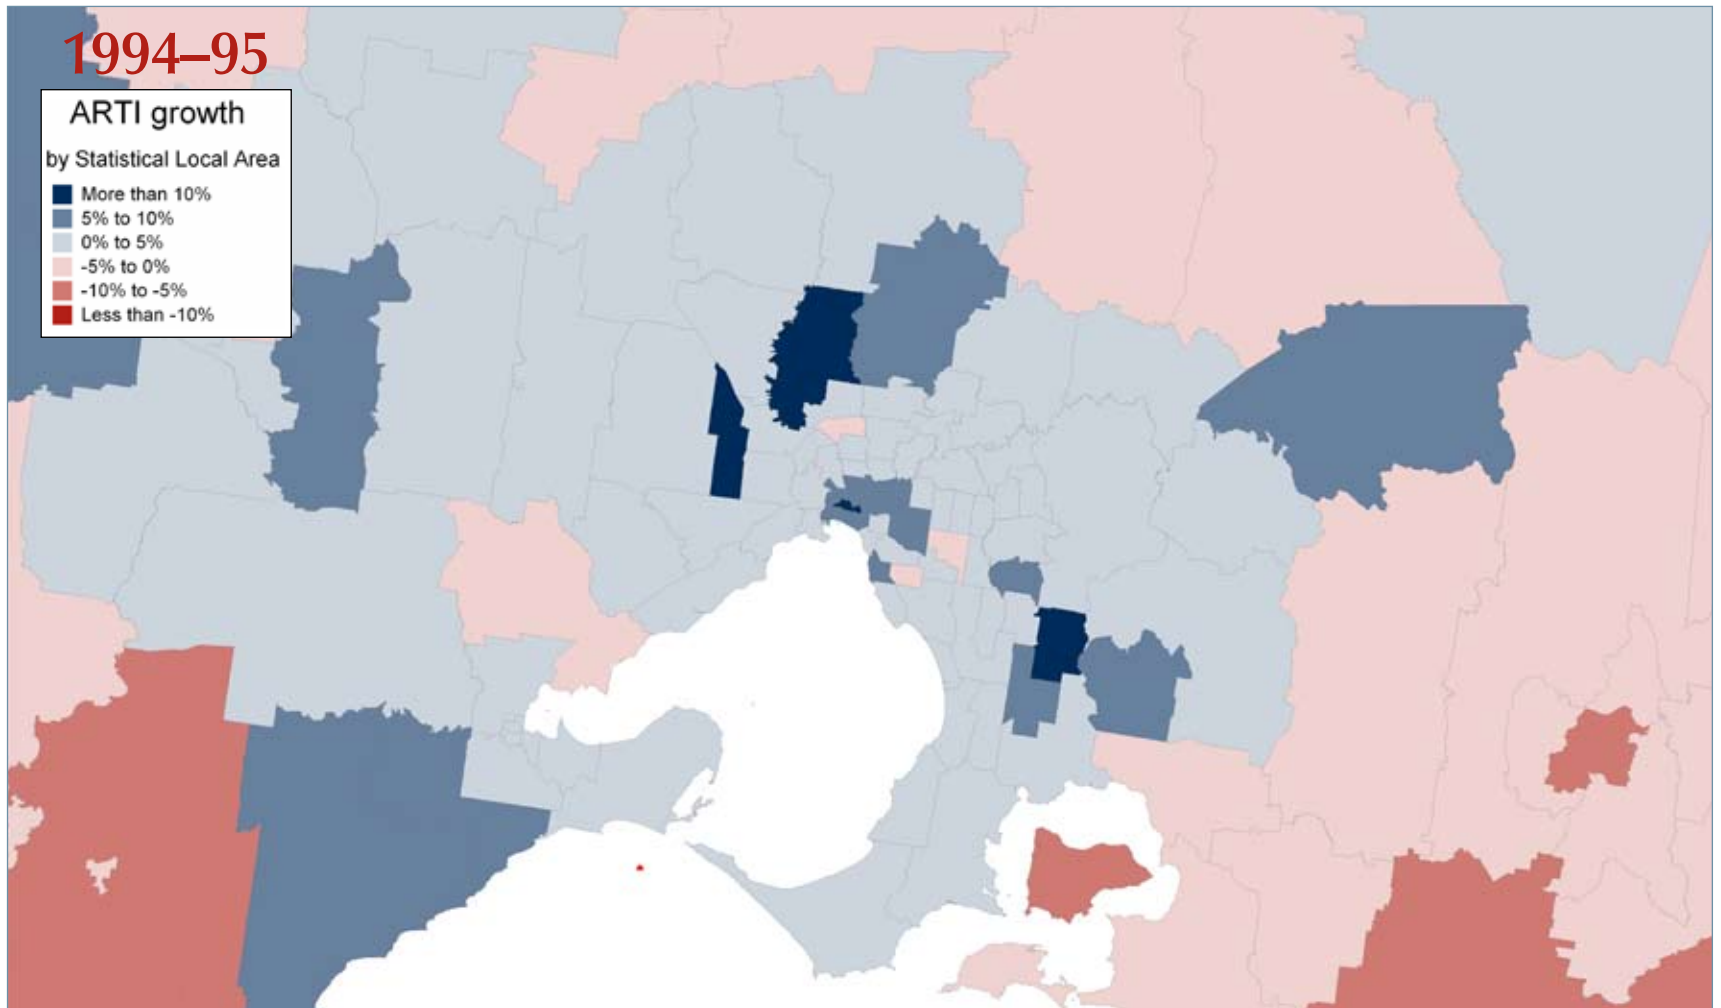 1994–95
ARTI growth
by Statistical Local Area
More than 10%
5% to 10%
0% to 5%
-5% to 0%
-10% to -5%
Less than -10%